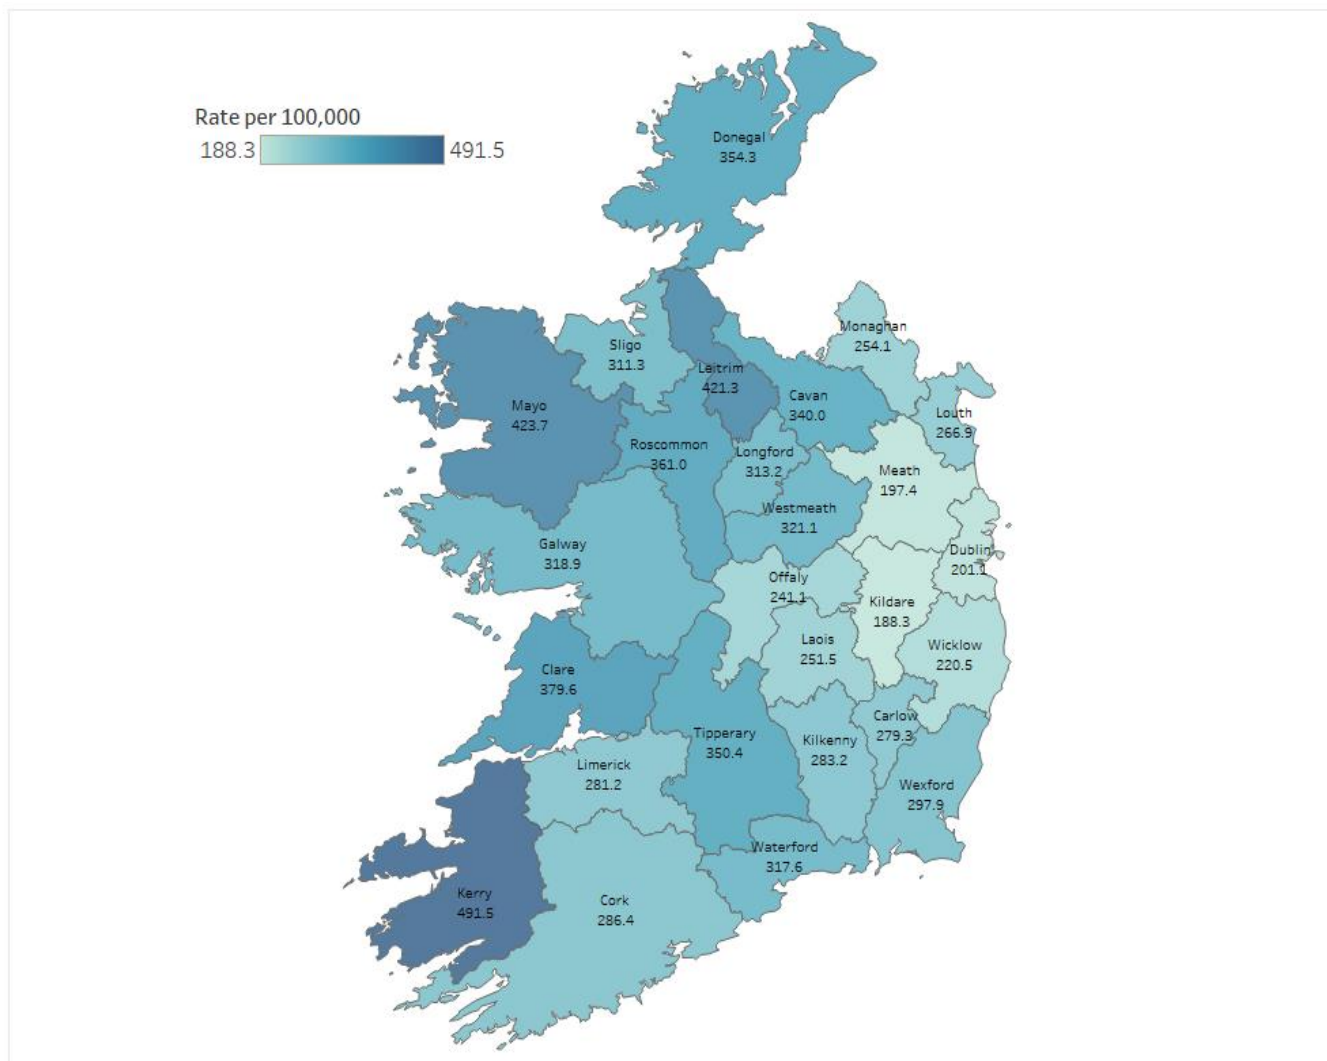 Rate per 100,000
188.3 491.5
Donegal
354.3
Monaghan
254.1
Sligo
311.3
Leitrim
421.3
Cavan
340.0
Mayo
423.7
Louth
266.9
Roscommon
361.0
Longford
313.2
Meath
197.4
Westmeath
321.1
Galway
318.9
Dublin
201.1
Offaly
241.1
Kildare
188.3
Laois
251.5
Wicklow
220.5
Clare
379.6
Carlow
279.3
Tipperary
350.4
Kilkenny
283.2
Limerick
281.2
Wexford
297.9
Waterford
317.6
Kerry
491.5
Cork
286.4